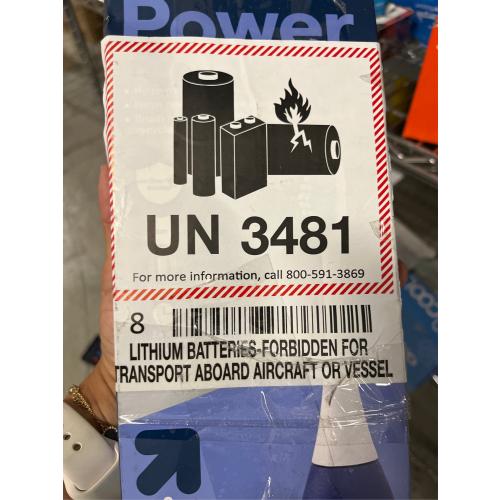 Power
UN 3481
For more information, call 800-591-3869
8
LITHIUM BATTERIES-FORBIDDEN FOR
TRANSPORT ABOARD AIRCRAFT OR VESSEL